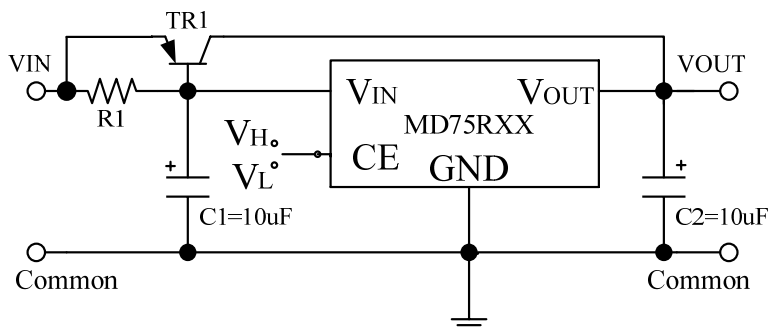 TR1
VIN
VOUT
R1
VIN
VOUT
MD75RXX
VH
VL
CE
GND
C1=10uF
C2=10uF
Common
Common
+
+